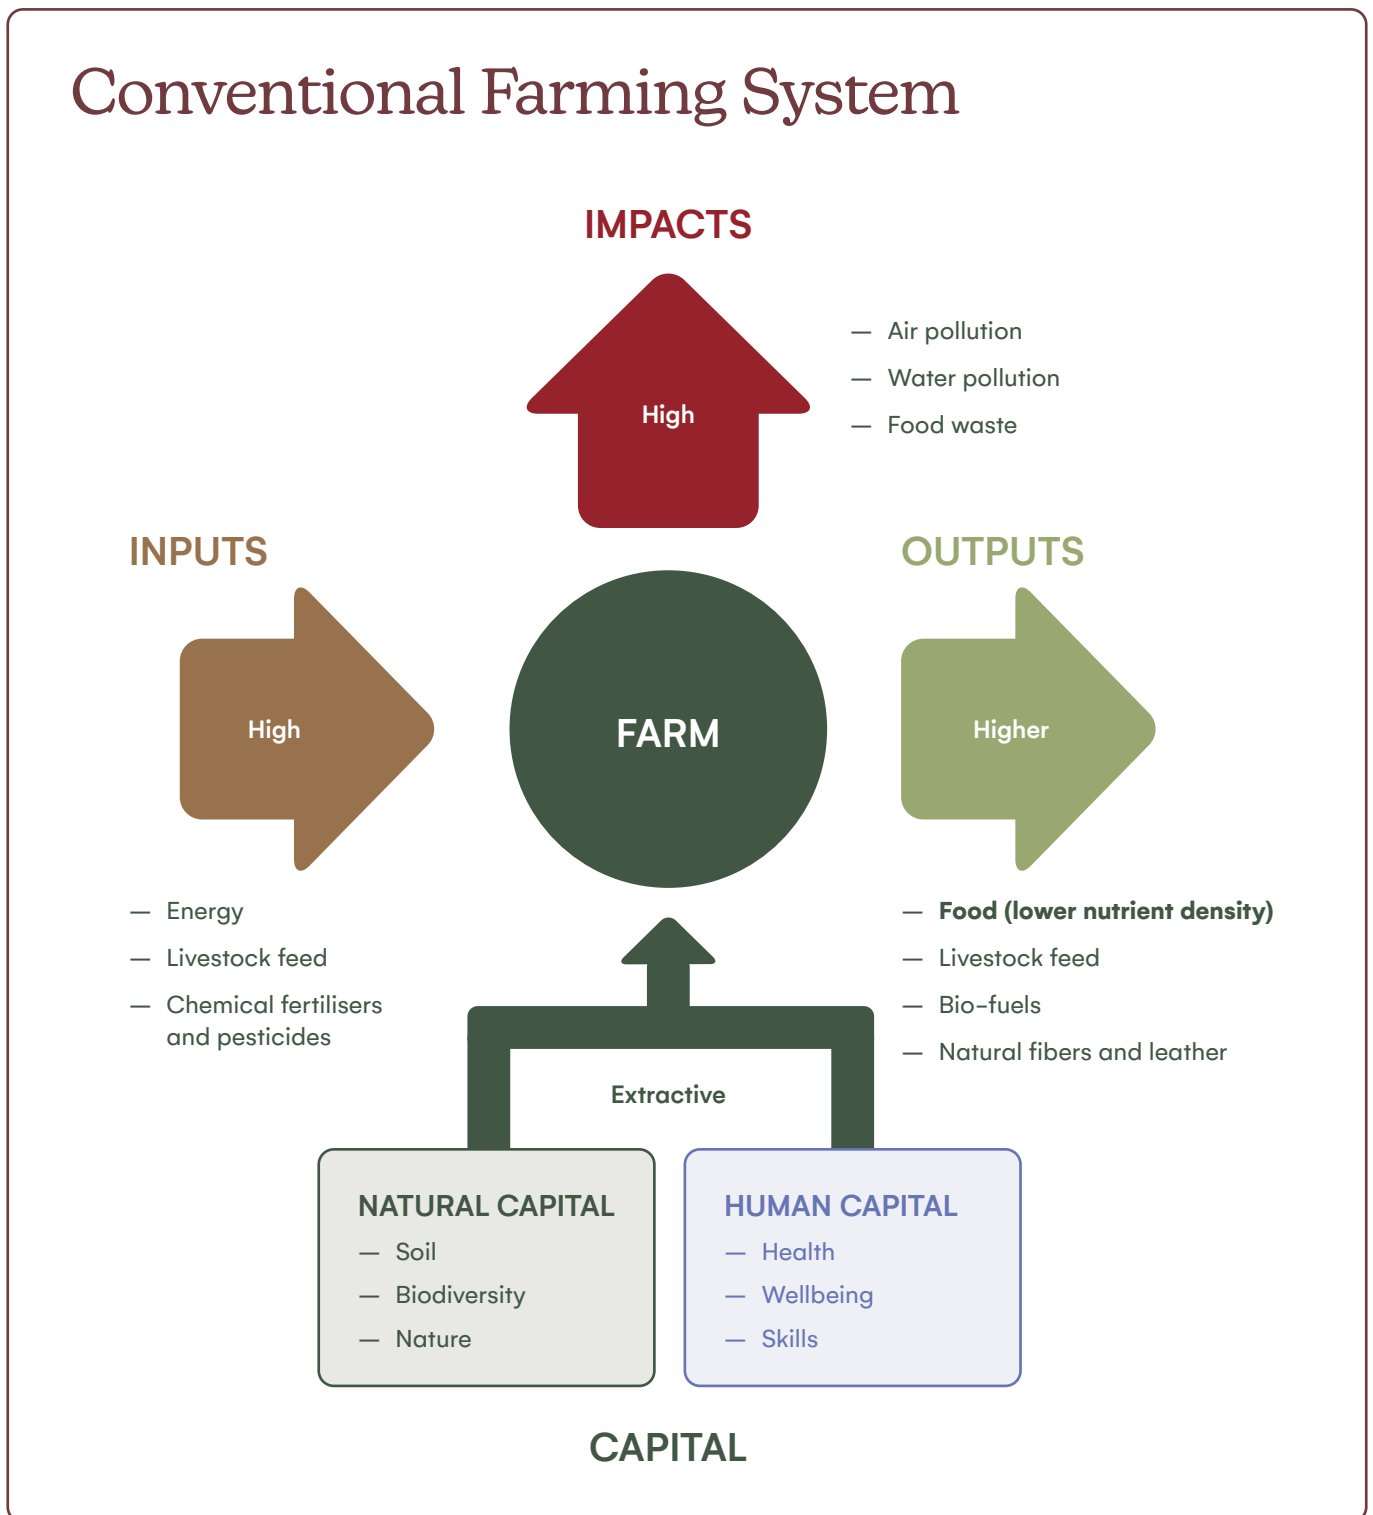 Conventional Farming System
IMPACTS
High
— Air pollution
— Water pollution
— Food waste
INPUTS
High
— Energy
— Livestock feed
— Chemical fertilisers
and pesticides
FARM
OUTPUTS
Higher
— Food (lower nutrient density)
— Livestock feed
— Bio-fuels
— Natural fibers and leather
Extractive
NATURAL CAPITAL
— Soil
— Biodiversity
— Nature
HUMAN CAPITAL
— Health
— Wellbeing
— Skills
CAPITAL